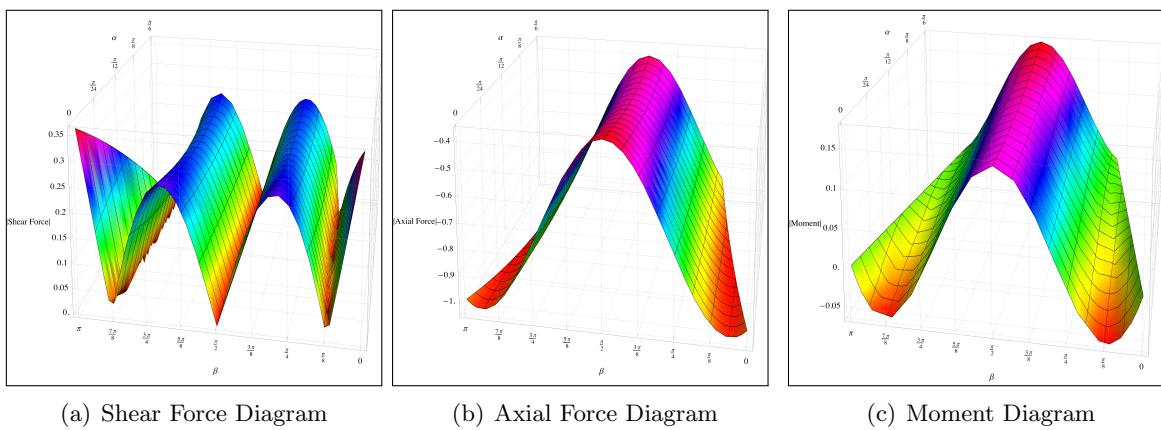 π/6
α
π/8
π/12
π/24
0
0.35
0.3
0.25
0.2
|Shear Force|
0.15
0.1
0.05
0.
π
7π/8
3π/4
5π/8
π/2
3π/8
π/4
π/8
0
β
(a) Shear Force Diagram
π/6
α
π/8
π/12
π/24
0
−0.4
−0.5
−0.6
|Axial Force|
−0.7
−0.8
−0.9
−1.
π
7π/8
3π/4
5π/8
π/2
3π/8
π/4
π/8
0
β
(b) Axial Force Diagram
π/6
α
π/8
π/12
π/24
0
0.15
0.1
|Moment|
0.05
0.
−0.05
π
7π/8
3π/4
5π/8
π/2
3π/8
π/4
π/8
0
β
(c) Moment Diagram